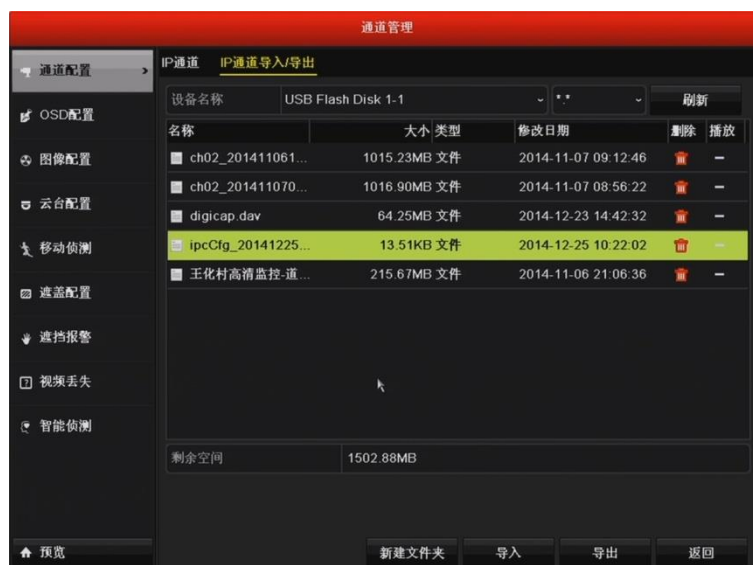 通道管理
通道配置
OSD配置
图像配置
云台配置
移动侦测
遮盖配置
遮挡报警
视频丢失
智能侦测
预览
IP通道 IP通道导入/导出
设备名称 USB Flash Disk 1-1 *.* 刷新
名称 大小 类型 修改日期 删除 播放
ch02_201411061... 1015.23MB 文件 2014-11-07 09:12:46
ch02_201411070... 1016.90MB 文件 2014-11-07 08:56:22
digicap.dav 64.25MB 文件 2014-12-23 14:42:32
ipcCfg_20141225... 13.51KB 文件 2014-12-25 10:22:02
王化村高清监控-道... 215.67MB 文件 2014-11-06 21:06:36
剩余空间 1502.88MB
新建文件夹 导入 导出 返回